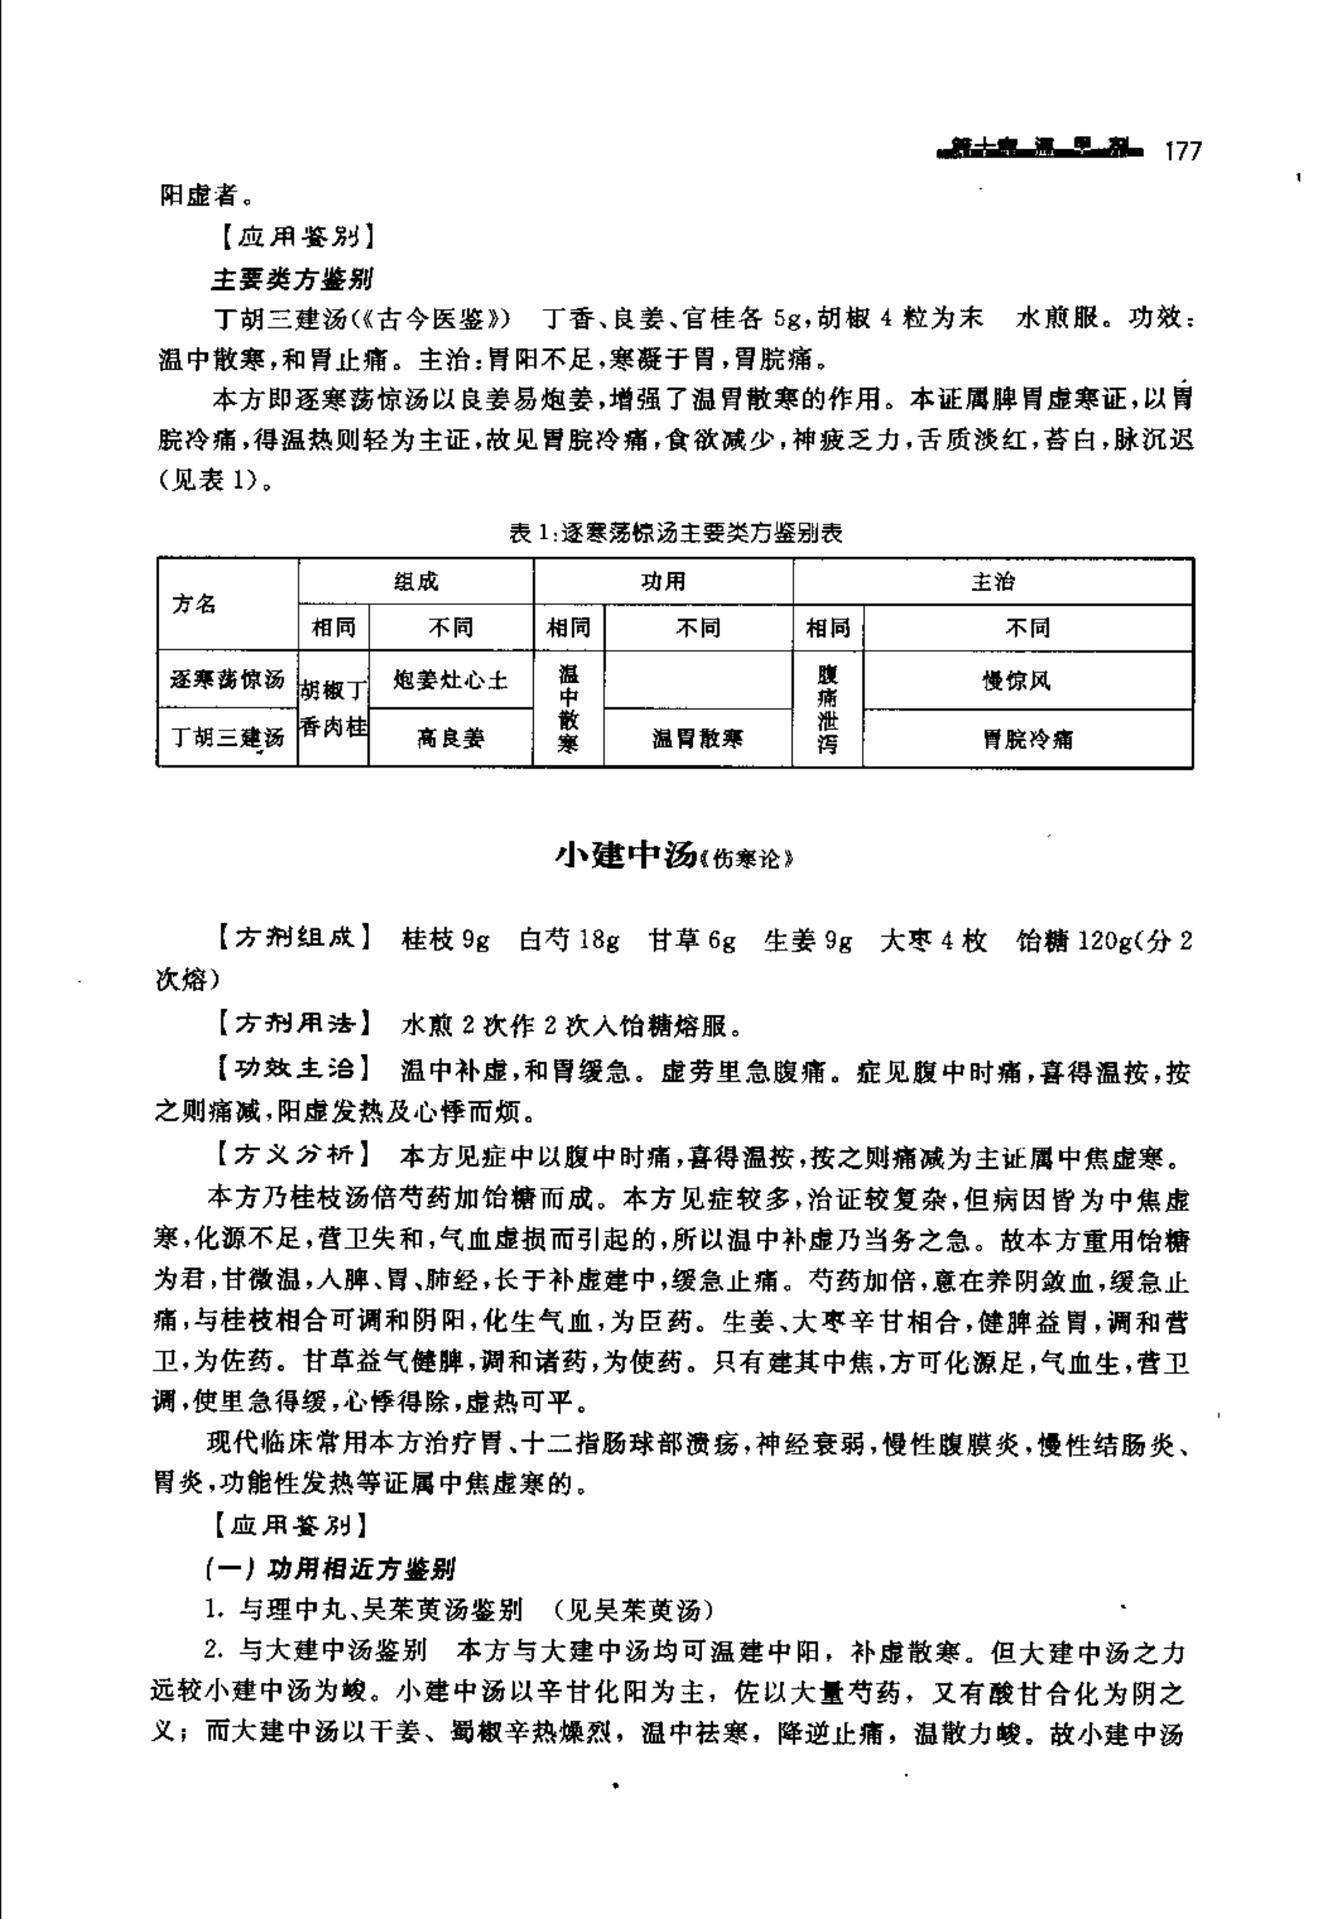 第十章 温中剂 177
阳虚者。
【应用鉴别】
主要类方鉴别
丁胡三建汤(《古今医鉴》) 丁香、良姜、官桂各 5g,胡椒 4 粒为末 水煎服。功效:
温中散寒,和胃止痛。主治:胃阳不足,寒凝于胃,胃脘痛。
本方即逐寒荡惊汤以良姜易炮姜,增强了温胃散寒的作用。本证属脾胃虚寒证,以胃
脘冷痛,得温热则轻为主证,故见胃脘冷痛,食欲减少,神疲乏力,舌质淡红,苔白,脉沉迟
(见表 1)。
表 1:逐寒荡惊汤主要类方鉴别表
方名 组成 功用 主治
相同 不同 相同 不同 相同 不同
逐寒荡惊汤 胡椒丁香肉桂 炮姜灶心土 温中散寒 腹痛泄泻 慢惊风
丁胡三建汤 高良姜 温胃散寒 胃脘冷痛
小建中汤《伤寒论》
【方剂组成】 桂枝 9g 白芍 18g 甘草 6g 生姜 9g 大枣 4 枚 饴糖 120g(分 2
次熔)
【方剂用法】 水煎 2 次作 2 次入饴糖熔服。
【功效主治】 温中补虚,和胃缓急。虚劳里急腹痛。症见腹中时痛,喜得温按,按
之则痛减,阳虚发热及心悸而烦。
【方义分析】 本方见症中以腹中时痛,喜得温按,按之则痛减为主证属中焦虚寒。
本方乃桂枝汤倍芍药加饴糖而成。本方见症较多,治证较复杂,但病因皆为中焦虚
寒,化源不足,营卫失和,气血虚损而引起的,所以温中补虚乃当务之急。故本方重用饴糖
为君,甘微温,入脾、胃、肺经,长于补虚建中,缓急止痛。芍药加倍,意在养阴敛血,缓急止
痛,与桂枝相合可调和阴阳,化生气血,为臣药。生姜、大枣辛甘相合,健脾益胃,调和营
卫,为佐药。甘草益气健脾,调和诸药,为使药。只有建其中焦,方可化源足,气血生,营卫
调,使里急得缓,心悸得除,虚热可平。
现代临床常用本方治疗胃、十二指肠球部溃疡,神经衰弱,慢性腹膜炎,慢性结肠炎、
胃炎,功能性发热等证属中焦虚寒的。
【应用鉴别】
(一) 功用相近方鉴别
1. 与理中丸、吴茱萸汤鉴别 (见吴茱萸汤)
2. 与大建中汤鉴别 本方与大建中汤均可温建中阳，补虚散寒。但大建中汤之力
远较小建中汤为峻。小建中汤以辛甘化阳为主，佐以大量芍药，又有酸甘合化为阴之
义；而大建中汤以干姜、蜀椒辛热燥烈，温中祛寒，降逆止痛，温散力峻。故小建中汤